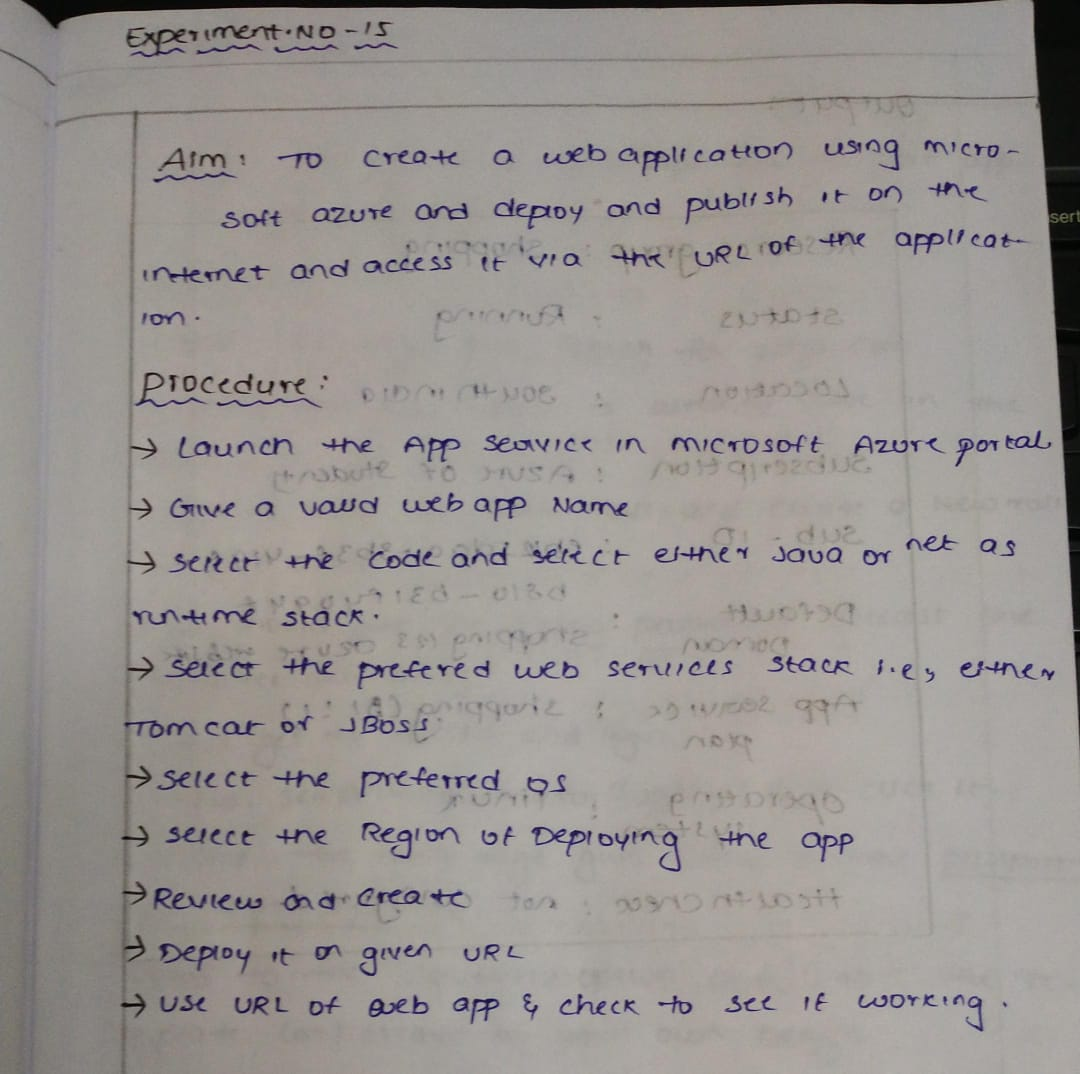 Experiment.NO-15
Aim: To create a web application using micro-
soft azure and deploy and publish it on the
internet and access it via the URL of the applicat-
ion.
Procedure:
→ Launch the App Service in microsoft Azure portal
→ Give a valid web app Name
→ select the code and select either java or net as
runtime stack.
→ Select the prefered web services stack i.e, either
Tomcat or JBoss.
→ select the preferred OS
→ select the Region of Deploying the app
→ Review and create
→ Deploy it on given URL
→ use URL of web app & check to see if working.
sert